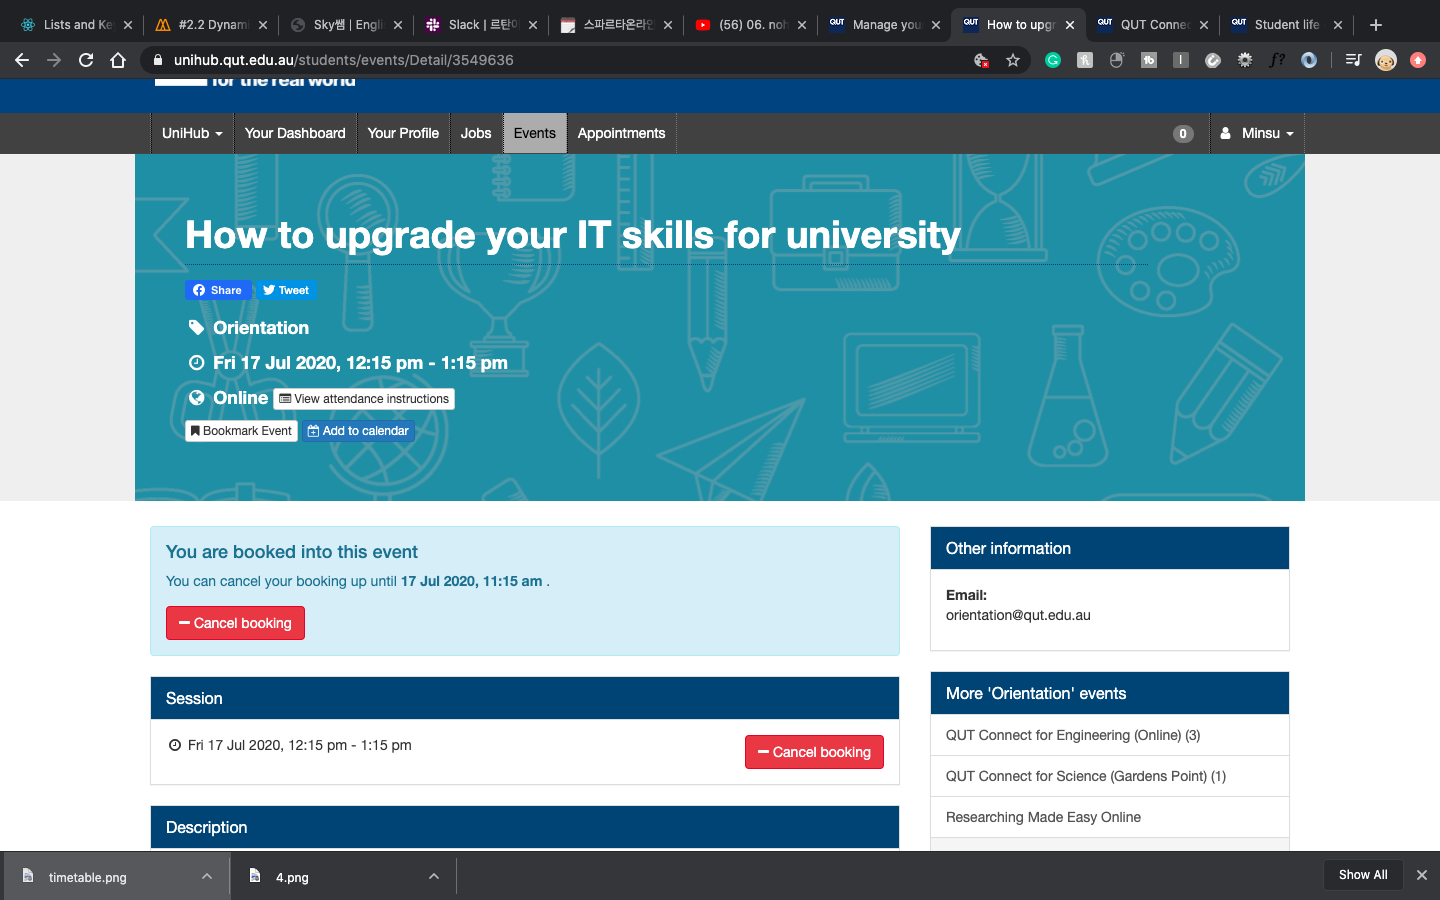 Lists and Ke
#2.2 Dynami
Sky쌤 | Engli
Slack | 르탄이
스파르타온라인
(56) 06. noh
Manage you
How to upgr
QUT Connec
Student life
unihub.qut.edu.au/students/events/Detail/3549636
for the real world
UniHub
Your Dashboard
Your Profile
Jobs
Events
Appointments
0
Minsu
How to upgrade your IT skills for university
Share
Tweet
Orientation
Fri 17 Jul 2020, 12:15 pm - 1:15 pm
Online
View attendance instructions
Bookmark Event
Add to calendar
You are booked into this event
You can cancel your booking up until 17 Jul 2020, 11:15 am .
Cancel booking
Session
Fri 17 Jul 2020, 12:15 pm - 1:15 pm
Cancel booking
Description
Other information
Email:
orientation@qut.edu.au
More 'Orientation' events
QUT Connect for Engineering (Online) (3)
QUT Connect for Science (Gardens Point) (1)
Researching Made Easy Online
timetable.png
4.png
Show All